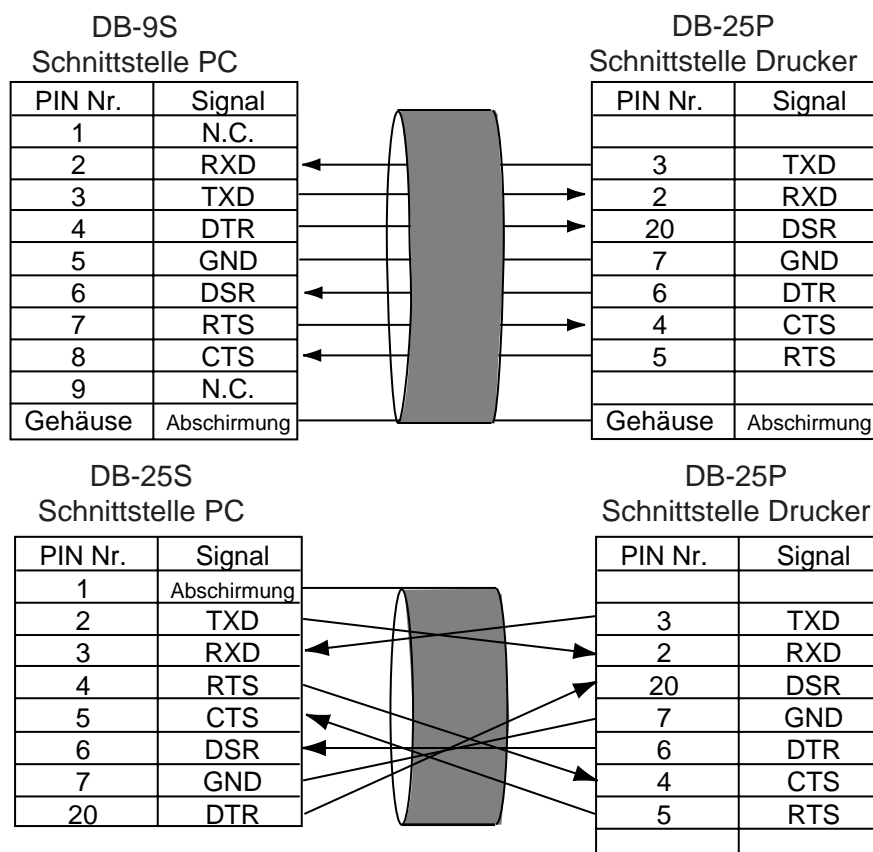 DB-9S DB-25P
Schnittstelle PC Schnittstelle Drucker
PIN Nr. Signal PIN Nr. Signal
1 N.C.
2 RXD 3 TXD
3 TXD 2 RXD
4 DTR 20 DSR
5 GND 7 GND
6 DSR 6 DTR
7 RTS 4 CTS
8 CTS 5 RTS
9 N.C.
Gehäuse Abschirmung Gehäuse Abschirmung
DB-25S DB-25P
Schnittstelle PC Schnittstelle Drucker
PIN Nr. Signal PIN Nr. Signal
1 Abschirmung
2 TXD 3 TXD
3 RXD 2 RXD
4 RTS 20 DSR
5 CTS 7 GND
6 DSR 6 DTR
7 GND 4 CTS
20 DTR 5 RTS